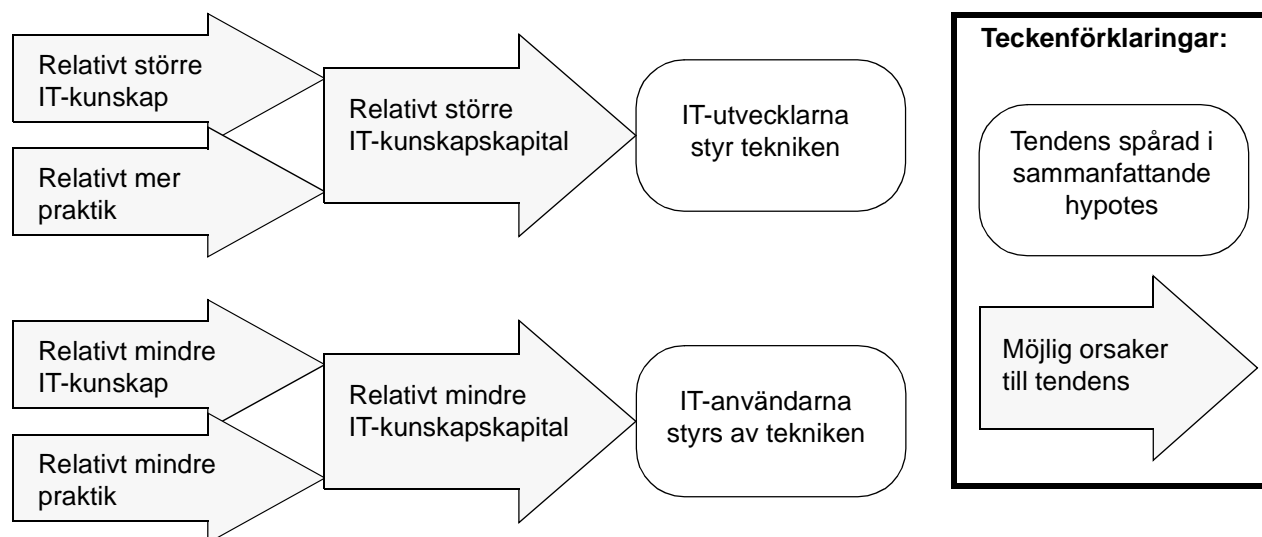 Relativt större
IT-kunskap
Relativt mer
praktik
Relativt större
IT-kunskapskapital
IT-utvecklarna
styr tekniken
Relativt mindre
IT-kunskap
Relativt mindre
praktik
Relativt mindre
IT-kunskapskapital
IT-användarna
styrs av tekniken
Teckenförklaringar:
Tendens spårad i
sammanfattande
hypotes
Möjlig orsaker
till tendens